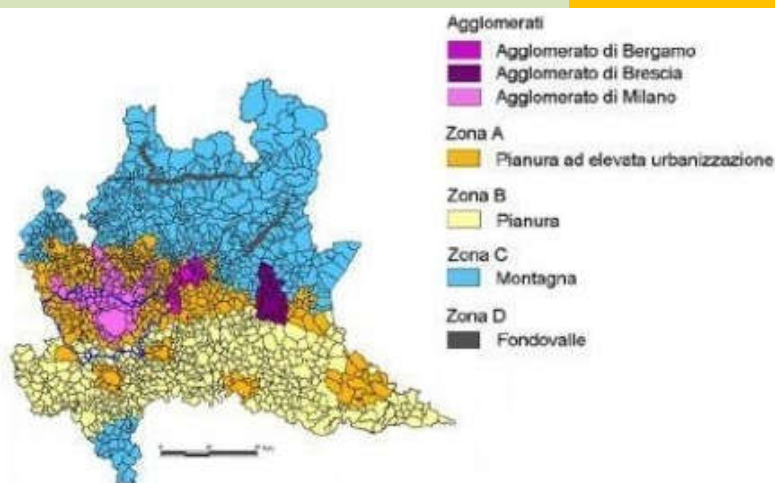 Agglomerati
Agglomerato di Bergamo
Agglomerato di Brescia
Agglomerato di Milano
Zona A
Pianura ad elevata urbanizzazione
Zona B
Pianura
Zona C
Montagna
Zona D
Fondovalle